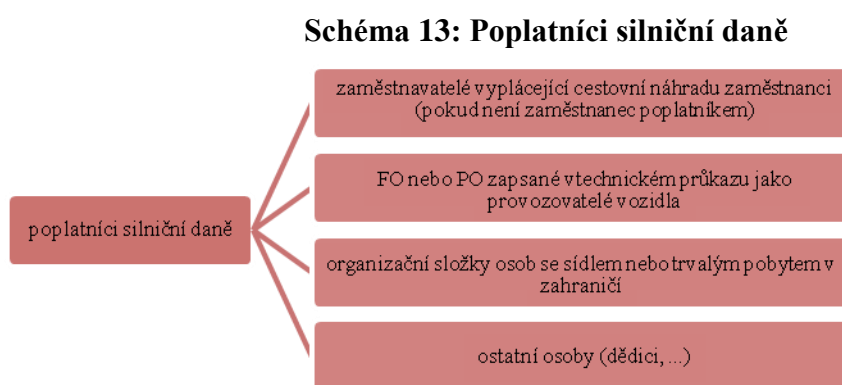 Schéma 13: Poplatníci silniční daně
zaměstnavatelé vyplácející cestovní náhradu zaměstnanci
(pokud není zaměstnanec poplatníkem)
FO nebo PO zapsané v technickém průkazu jako
provozovatelé vozidla
poplatníci silniční daně
organizační složky osob se sídlem nebo trvalým pobytem v
zahraničí
ostatní osoby (dědici, ...)